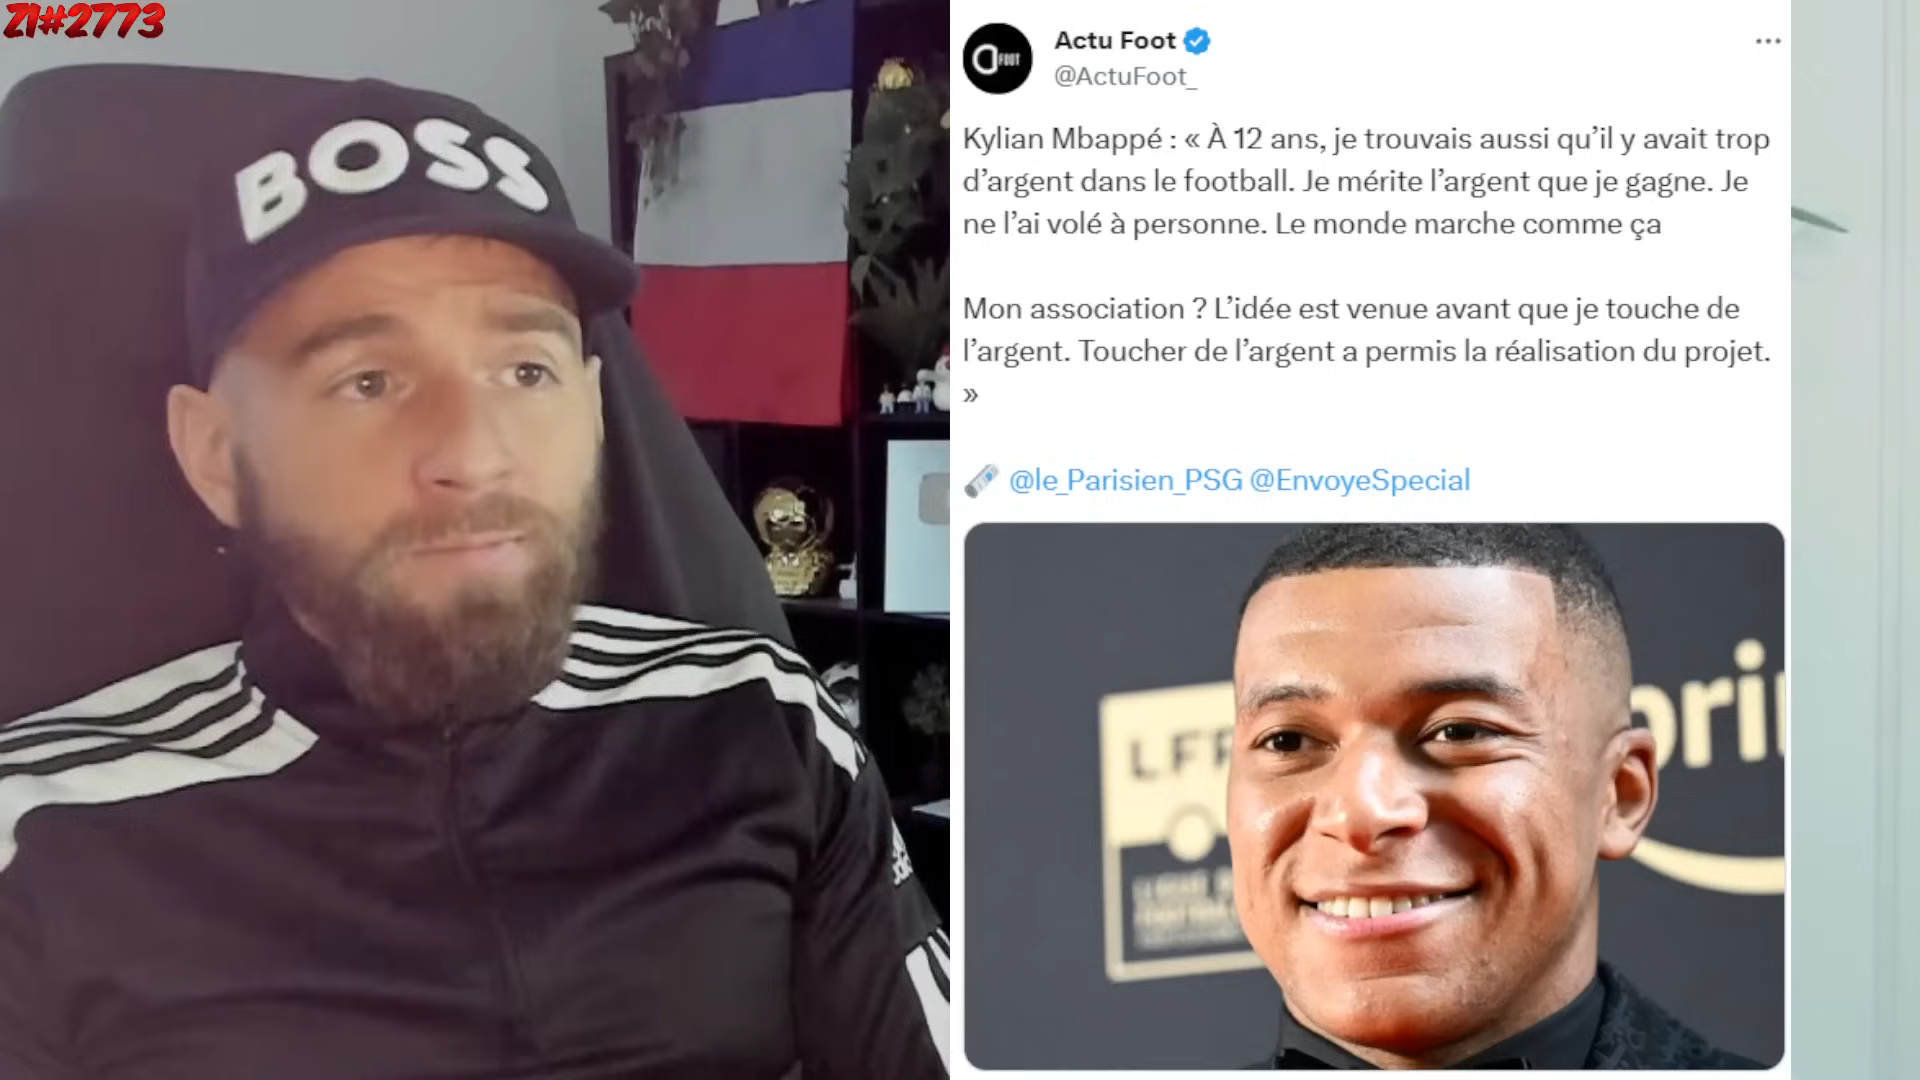 ZI#2773
BOSS
Actu Foot
@ActuFoot_
FOOT
Kylian Mbappé : « À 12 ans, je trouvais aussi qu’il y avait trop
d’argent dans le football. Je mérite l’argent que je gagne. Je
ne l’ai volé à personne. Le monde marche comme ça
Mon association ? L’idée est venue avant que je touche de
l’argent. Toucher de l’argent a permis la réalisation du projet.
»
@le_Parisien_PSG @EnvoyeSpecial
LFP
pri